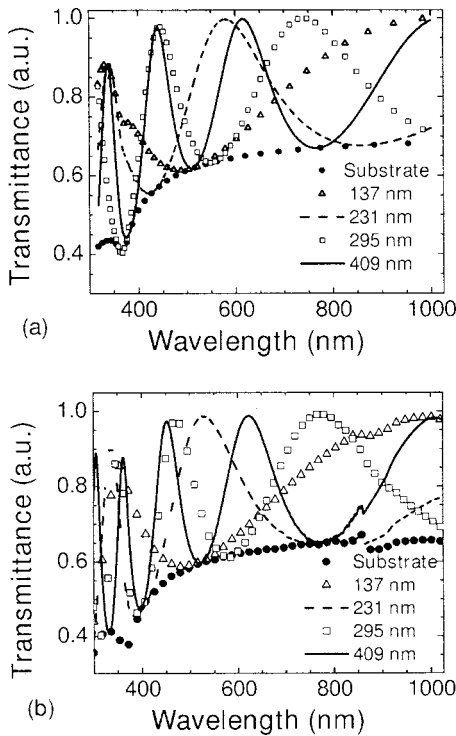 Transmittance (a.u.)
1.0
0.8
0.6
0.4
Substrate
137 nm
231 nm
295 nm
409 nm
400 600 800 1000
(a)
Wavelength (nm)
Transmittance (a.u.)
1.0
0.8
0.6
0.4
Substrate
137 nm
231 nm
295 nm
409 nm
400 600 800 1000
(b)
Wavelength (nm)